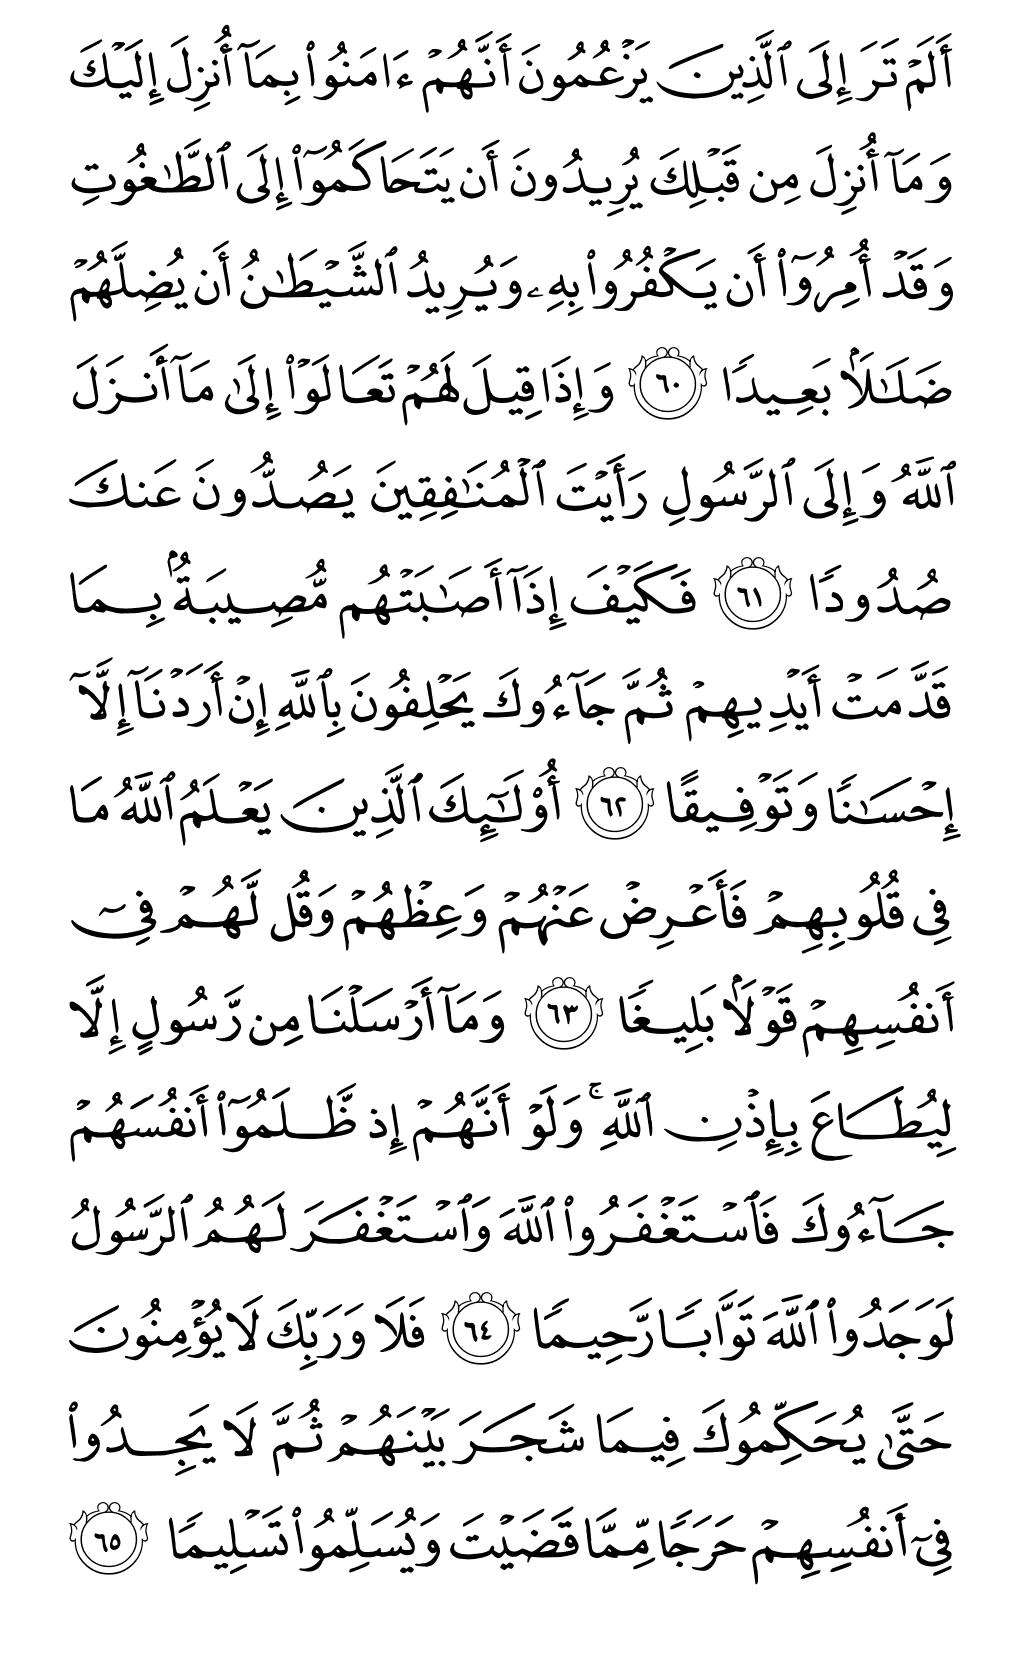 أَلَمۡ تَرَ إِلَى ٱلَّذِينَ يَزۡعُمُونَ أَنَّهُمۡ ءَامَنُواْ بِمَآ أُنزِلَ إِلَيۡكَ
وَمَآ أُنزِلَ مِن قَبۡلِكَ يُرِيدُونَ أَن يَتَحَاكَمُوٓاْ إِلَى ٱلطَّٰغُوتِ
وَقَدۡ أُمِرُوٓاْ أَن يَكۡفُرُواْ بِهِۦ وَيُرِيدُ ٱلشَّيۡطَٰنُ أَن يُضِلَّهُمۡ
ضَلَٰلَۢا بَعِيدٗا ٦٠ وَإِذَا قِيلَ لَهُمۡ تَعَالَوۡاْ إِلَىٰ مَآ أَنزَلَ
ٱللَّهُ وَإِلَى ٱلرَّسُولِ رَأَيۡتَ ٱلۡمُنَٰفِقِينَ يَصُدُّونَ عَنكَ
صُدُودٗا ٦١ فَكَيۡفَ إِذَآ أَصَٰبَتۡهُم مُّصِيبَةُۢ بِمَا
قَدَّمَتۡ أَيۡدِيهِمۡ ثُمَّ جَآءُوكَ يَحۡلِفُونَ بِٱللَّهِ إِنۡ أَرَدۡنَآ إِلَّآ
إِحۡسَٰنٗا وَتَوۡفِيقًا ٦٢ أُوْلَٰٓئِكَ ٱلَّذِينَ يَعۡلَمُ ٱللَّهُ مَا
فِي قُلُوبِهِمۡ فَأَعۡرِضۡ عَنۡهُمۡ وَعِظۡهُمۡ وَقُل لَّهُمۡ فِيٓ
أَنفُسِهِمۡ قَوۡلَۢا بَلِيغٗا ٦٣ وَمَآ أَرۡسَلۡنَا مِن رَّسُولٍ إِلَّا
لِيُطَاعَ بِإِذۡنِ ٱللَّهِۚ وَلَوۡ أَنَّهُمۡ إِذ ظَّلَمُوٓاْ أَنفُسَهُمۡ
جَآءُوكَ فَٱسۡتَغۡفَرُواْ ٱللَّهَ وَٱسۡتَغۡفَرَ لَهُمُ ٱلرَّسُولُ
لَوَجَدُواْ ٱللَّهَ تَوَّابٗا رَّحِيمٗا ٦٤ فَلَا وَرَبِّكَ لَا يُؤۡمِنُونَ
حَتَّىٰ يُحَكِّمُوكَ فِيمَا شَجَرَ بَيۡنَهُمۡ ثُمَّ لَا يَجِدُواْ
فِيٓ أَنفُسِهِمۡ حَرَجٗا مِّمَّا قَضَيۡتَ وَيُسَلِّمُواْ تَسۡلِيمٗا ٦٥